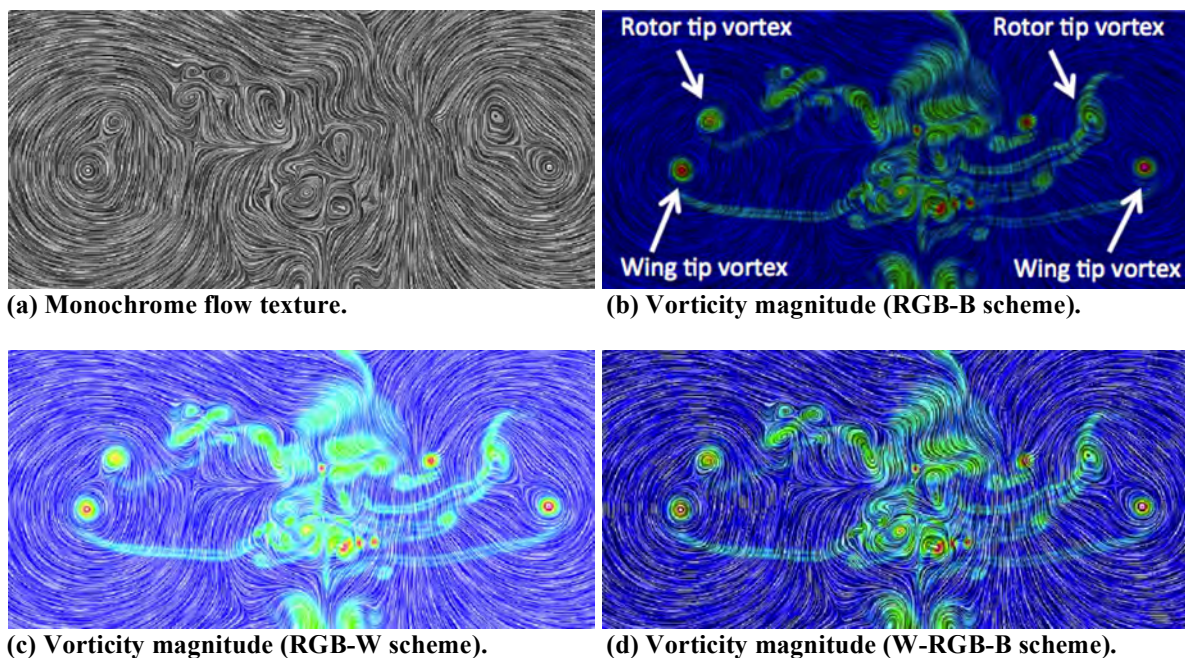 Rotor tip vortex
Rotor tip vortex
Wing tip vortex
Wing tip vortex
(a) Monochrome flow texture.
(b) Vorticity magnitude (RGB-B scheme).
(c) Vorticity magnitude (RGB-W scheme).
(d) Vorticity magnitude (W-RGB-B scheme).